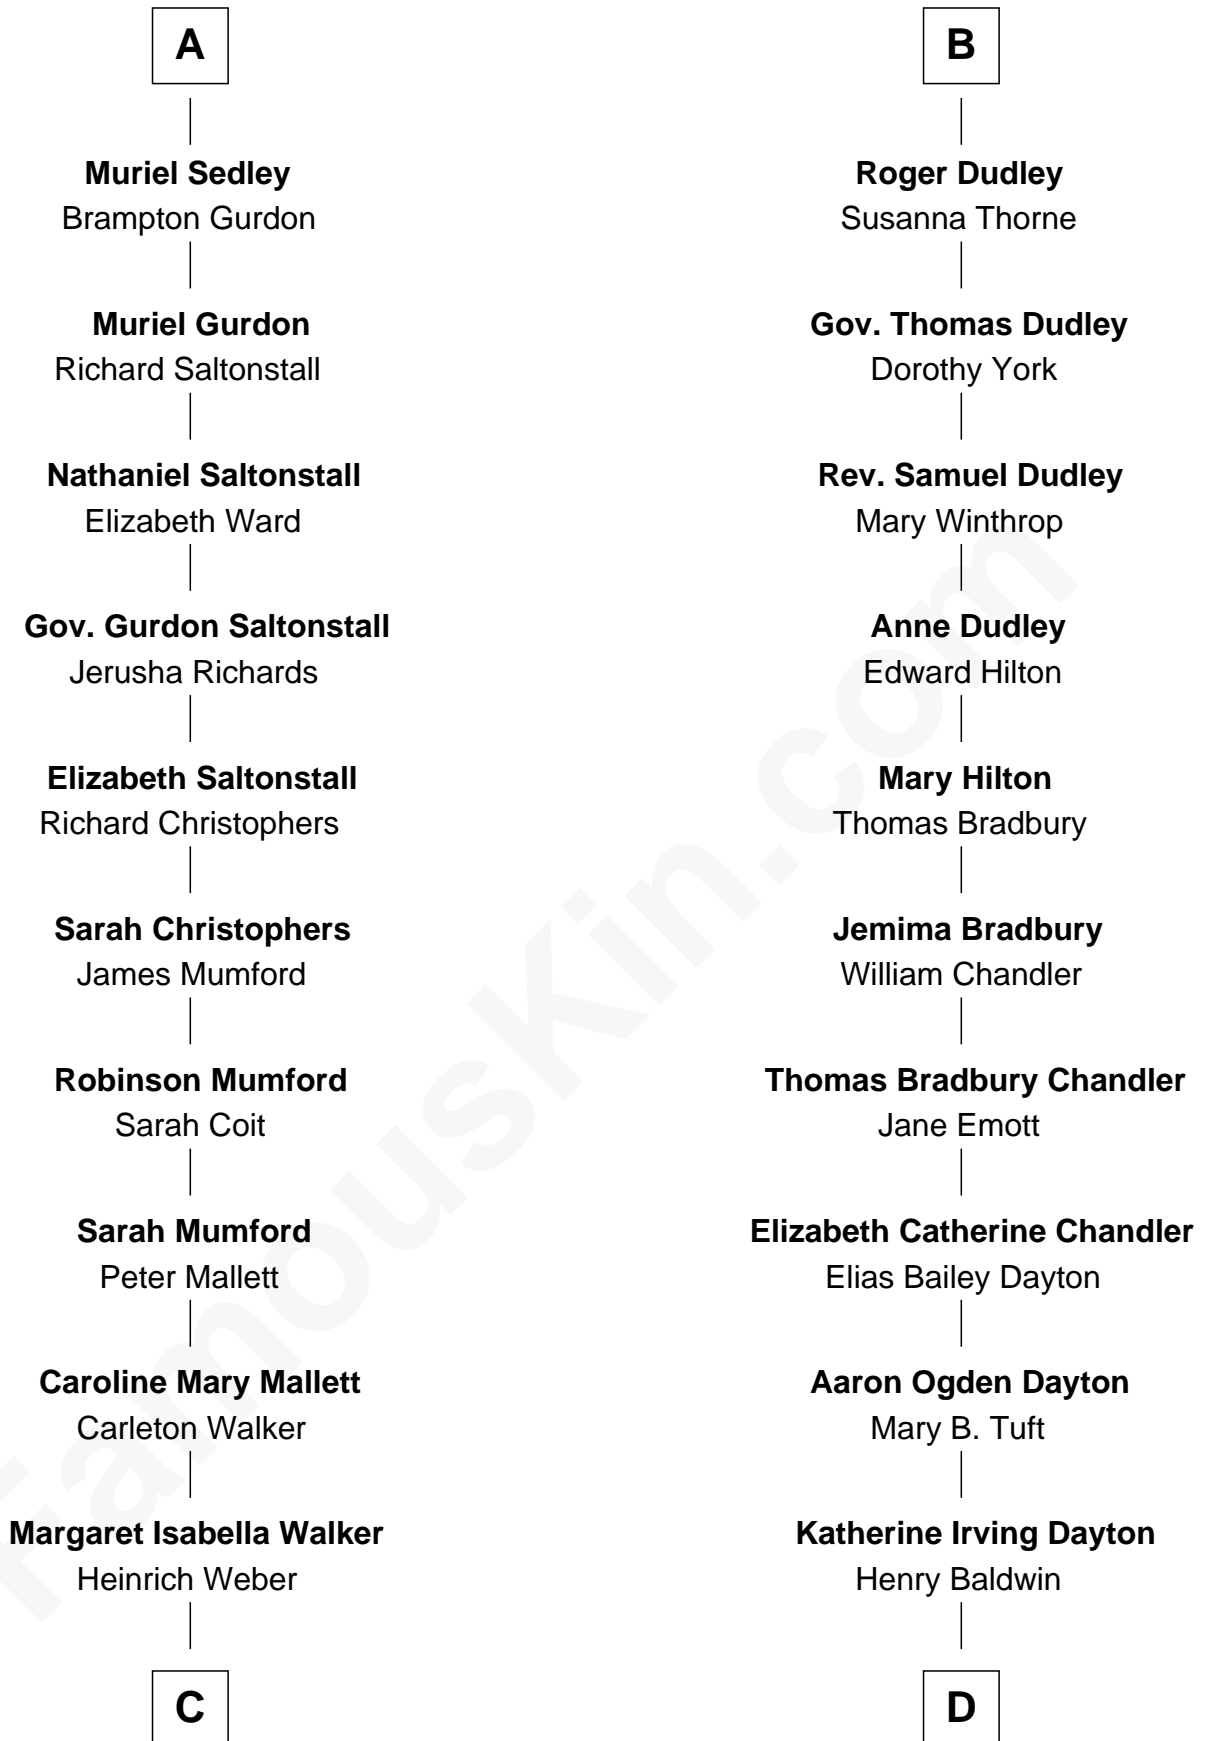 A
Muriel Sedley
Brampton Gurdon
Muriel Gurdon
Richard Saltonstall
Nathaniel Saltonstall
Elizabeth Ward
Gov. Gurdon Saltonstall
Jerusha Richards
Elizabeth Saltonstall
Richard Christophers
Sarah Christophers
James Mumford
Robinson Mumford
Sarah Coit
Sarah Mumford
Peter Mallett
Caroline Mary Mallett
Carleton Walker
Margaret Isabella Walker
Heinrich Weber
C
B
Roger Dudley
Susanna Thorne
Gov. Thomas Dudley
Dorothy York
Rev. Samuel Dudley
Mary Winthrop
Anne Dudley
Edward Hilton
Mary Hilton
Thomas Bradbury
Jemima Bradbury
William Chandler
Thomas Bradbury Chandler
Jane Emott
Elizabeth Catherine Chandler
Elias Bailey Dayton
Aaron Ogden Dayton
Mary B. Tuft
Katherine Irving Dayton
Henry Baldwin
D
FamousKin.com